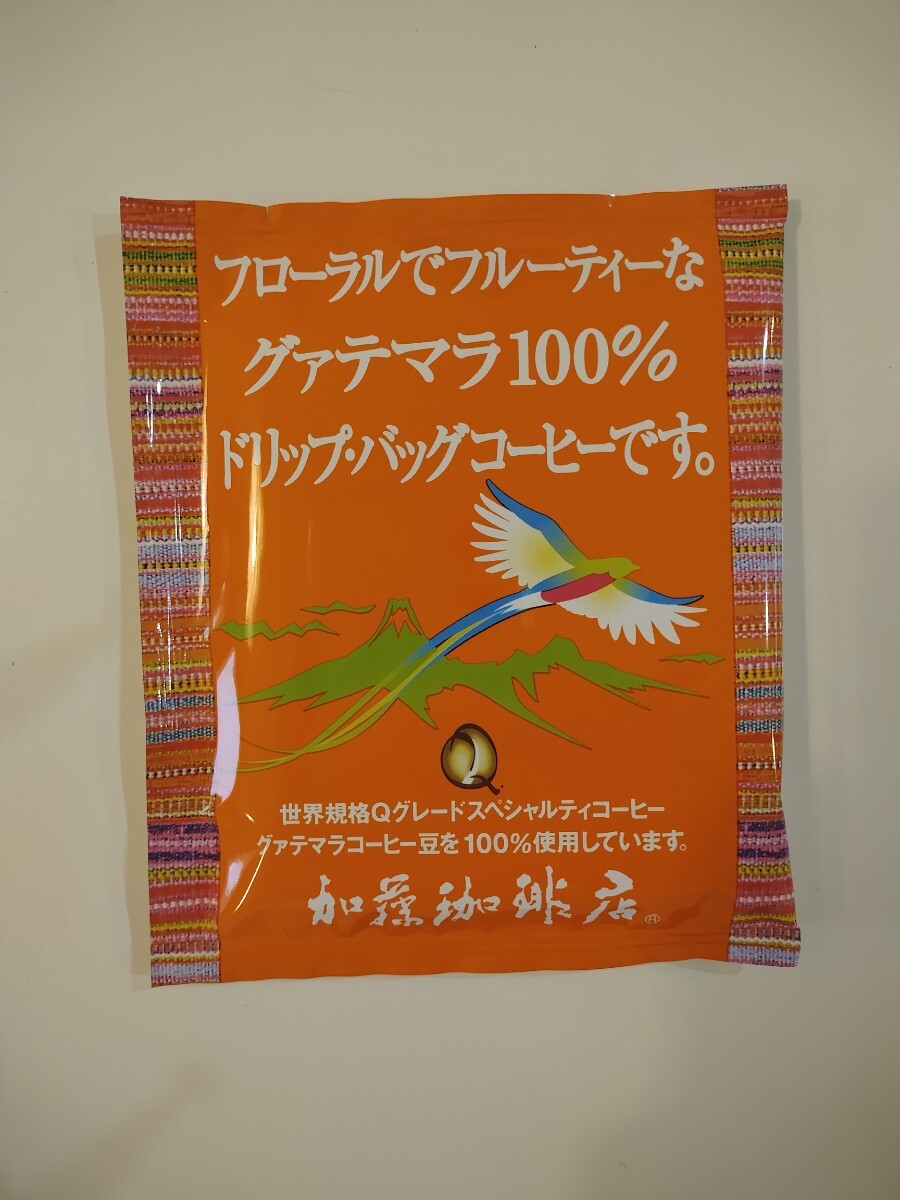 フローラルでフルーティーな
グァテマラ100%
ドリップ・バッグコーヒーです。
Q
世界規格Qグレードスペシャルティコーヒー
グァテマラコーヒー豆を100%使用しています。
加藤珈琲店